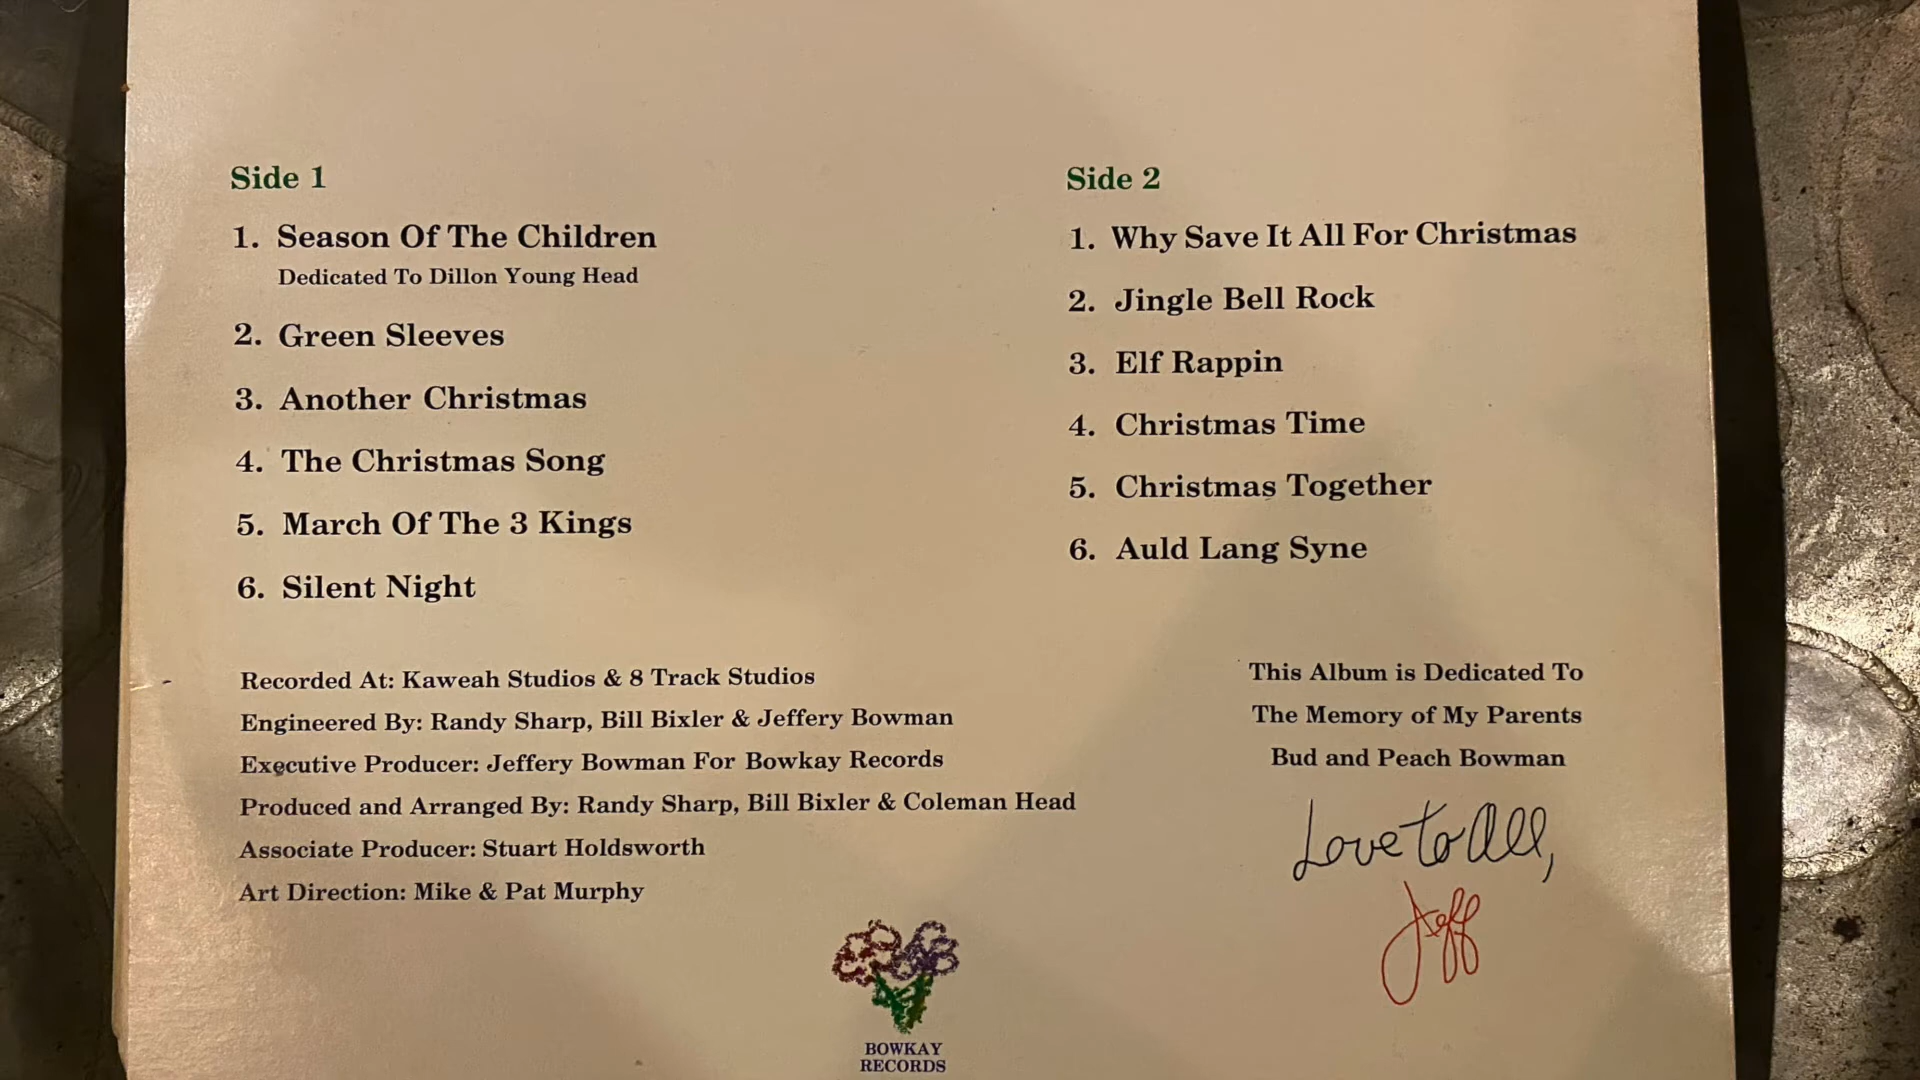 Side 1
1. Season Of The Children
Dedicated To Dillon Young Head
2. Green Sleeves
3. Another Christmas
4. The Christmas Song
5. March Of The 3 Kings
6. Silent Night
Side 2
1. Why Save It All For Christmas
2. Jingle Bell Rock
3. Elf Rappin
4. Christmas Time
5. Christmas Together
6. Auld Lang Syne
Recorded At: Kaweah Studios & 8 Track Studios
Engineered By: Randy Sharp, Bill Bixler & Jeffery Bowman
Executive Producer: Jeffery Bowman For Bowkay Records
Produced and Arranged By: Randy Sharp, Bill Bixler & Coleman Head
Associate Producer: Stuart Holdsworth
Art Direction: Mike & Pat Murphy
This Album is Dedicated To
The Memory of My Parents
Bud and Peach Bowman
Love to All,
Jeff
BOWKAY
RECORDS